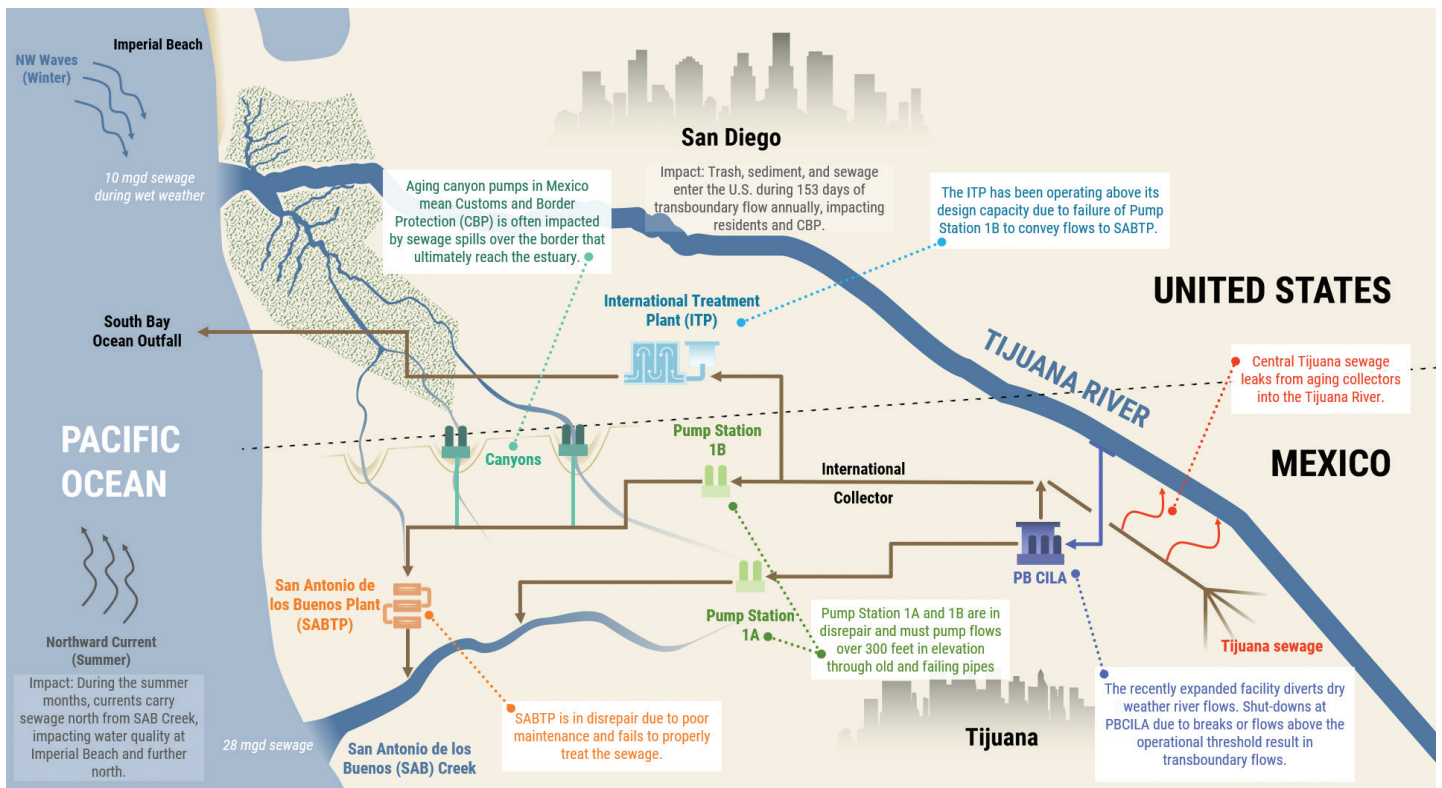 Imperial Beach
NW Waves
(Winter)
10 mgd sewage
during wet weather
San Diego
Impact: Trash, sediment, and sewage
enter the U.S. during 153 days of
transboundary flow annually, impacting
residents and CBP.
Aging canyon pumps in Mexico
mean Customs and Border
Protection (CBP) is often impacted
by sewage spills over the border that
ultimately reach the estuary.
The ITP has been operating above its
design capacity due to failure of Pump
Station 1B to convey flows to SABTP.
UNITED STATES
International Treatment
Plant (ITP)
South Bay
Ocean Outfall
TIJUANA RIVER
Central Tijuana sewage
leaks from aging collectors
into the Tijuana River.
PACIFIC
OCEAN
Canyons
Pump Station
1B
International
Collector
MEXICO
San Antonio de
los Buenos Plant
(SABTP)
PB CILA
Pump Station
1A
Pump Station 1A and 1B are in
disrepair and must pump flows
over 300 feet in elevation
through old and failing pipes
Tijuana sewage
Northward Current
(Summer)
Impact: During the summer
months, currents carry
sewage north from SAB Creek,
impacting water quality at
Imperial Beach and further
north.
28 mgd sewage
San Antonio de los
Buenos (SAB) Creek
SABTP is in disrepair due to poor
maintenance and fails to properly
treat the sewage.
Tijuana
The recently expanded facility diverts dry
weather river flows. Shut-downs at
PBCILA due to breaks or flows above the
operational threshold result in
transboundary flows.